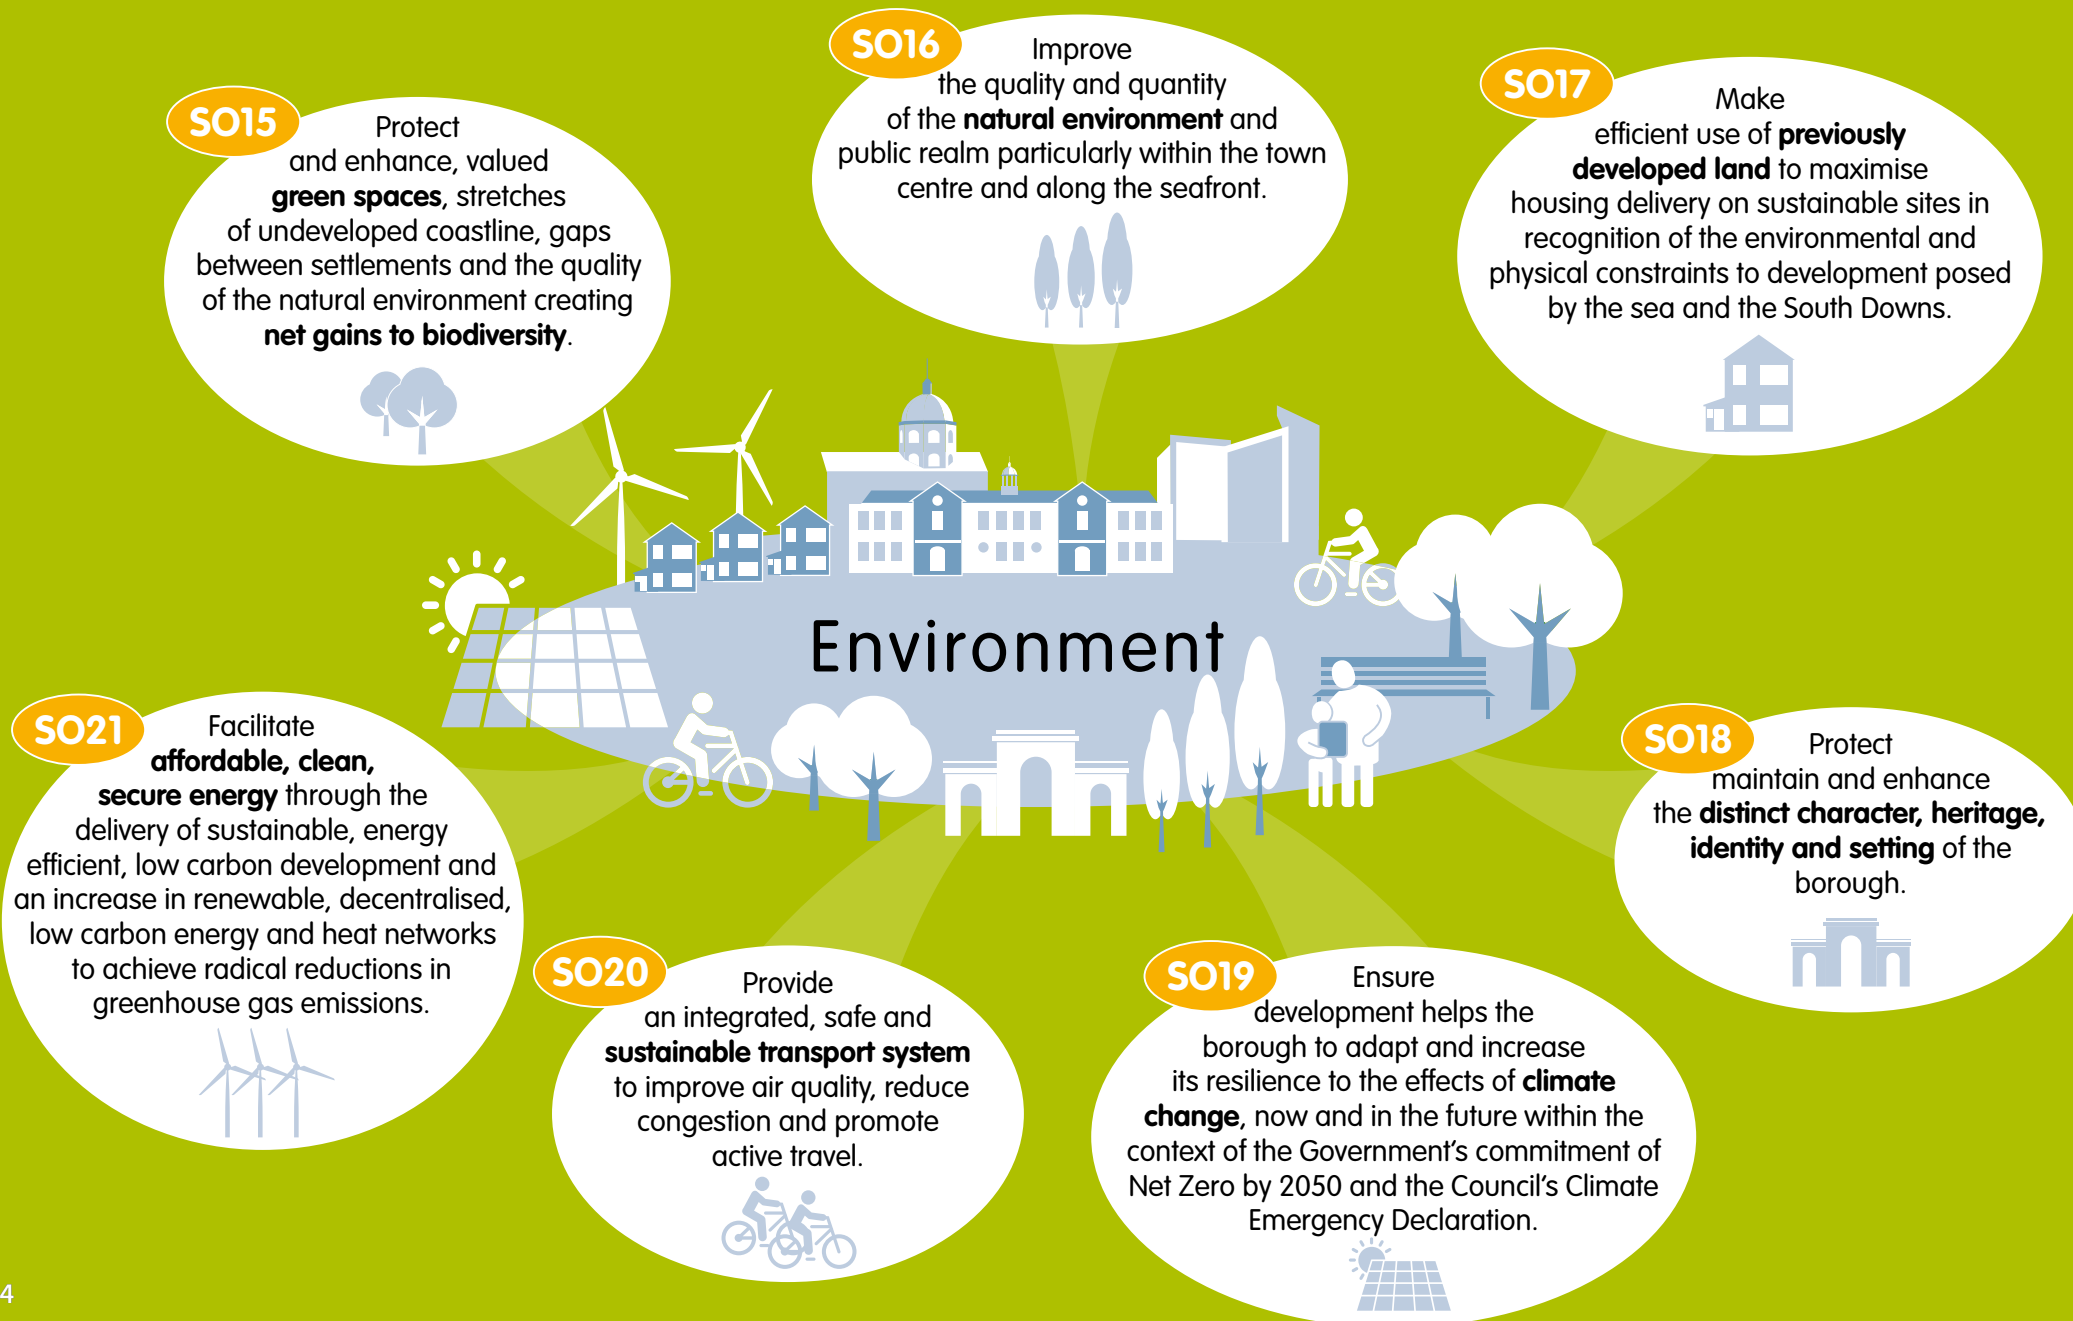 SO15
Protect
and enhance, valued
green spaces, stretches
of undeveloped coastline, gaps
between settlements and the quality
of the natural environment creating
net gains to biodiversity.
SO16
Improve
the quality and quantity
of the natural environment and
public realm particularly within the town
centre and along the seafront.
SO17
Make
efficient use of previously
developed land to maximise
housing delivery on sustainable sites in
recognition of the environmental and
physical constraints to development posed
by the sea and the South Downs.
Environment
SO21
Facilitate
affordable, clean,
secure energy through the
delivery of sustainable, energy
efficient, low carbon development and
an increase in renewable, decentralised,
low carbon energy and heat networks
to achieve radical reductions in
greenhouse gas emissions.
SO18
Protect
maintain and enhance
the distinct character, heritage,
identity and setting of the
borough.
SO20
Provide
an integrated, safe and
sustainable transport system
to improve air quality, reduce
congestion and promote
active travel.
SO19
Ensure
development helps the
borough to adapt and increase
its resilience to the effects of climate
change, now and in the future within the
context of the Government's commitment of
Net Zero by 2050 and the Council's Climate
Emergency Declaration.
4